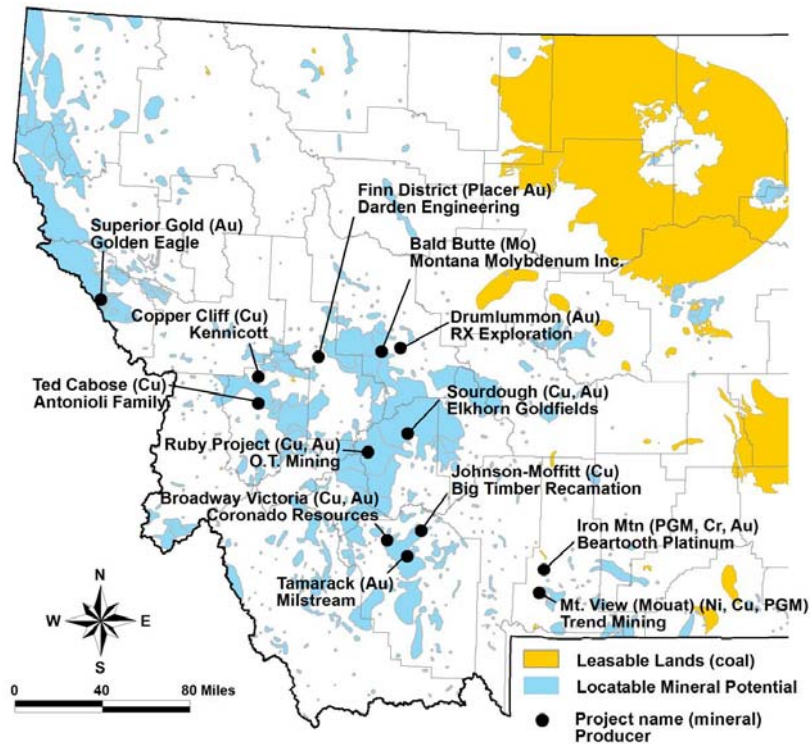 Finn District (Placer Au)
Darden Engineering
Superior Gold (Au)
Golden Eagle
Bald Butte (Mo)
Montana Molybdenum Inc.
Copper Cliff (Cu)
Kennicott
Drumlummon (Au)
RX Exploration
Ted Cabose (Cu)
Antonioli Family
Sourdough (Cu, Au)
Elkhorn Goldfields
Ruby Project (Cu, Au)
O.T. Mining
Johnson-Moffitt (Cu)
Big Timber Recamation
Broadway Victoria (Cu, Au)
Coronado Resources
Iron Mtn (PGM, Cr, Au)
Beartooth Platinum
Tamarack (Au)
Milstream
Mt. View (Mouat) (Ni, Cu, PGM)
Trend Mining
N
W E
S
0 40 80 Miles
Leasable Lands (coal)
Locatable Mineral Potential
Project name (mineral)
Producer